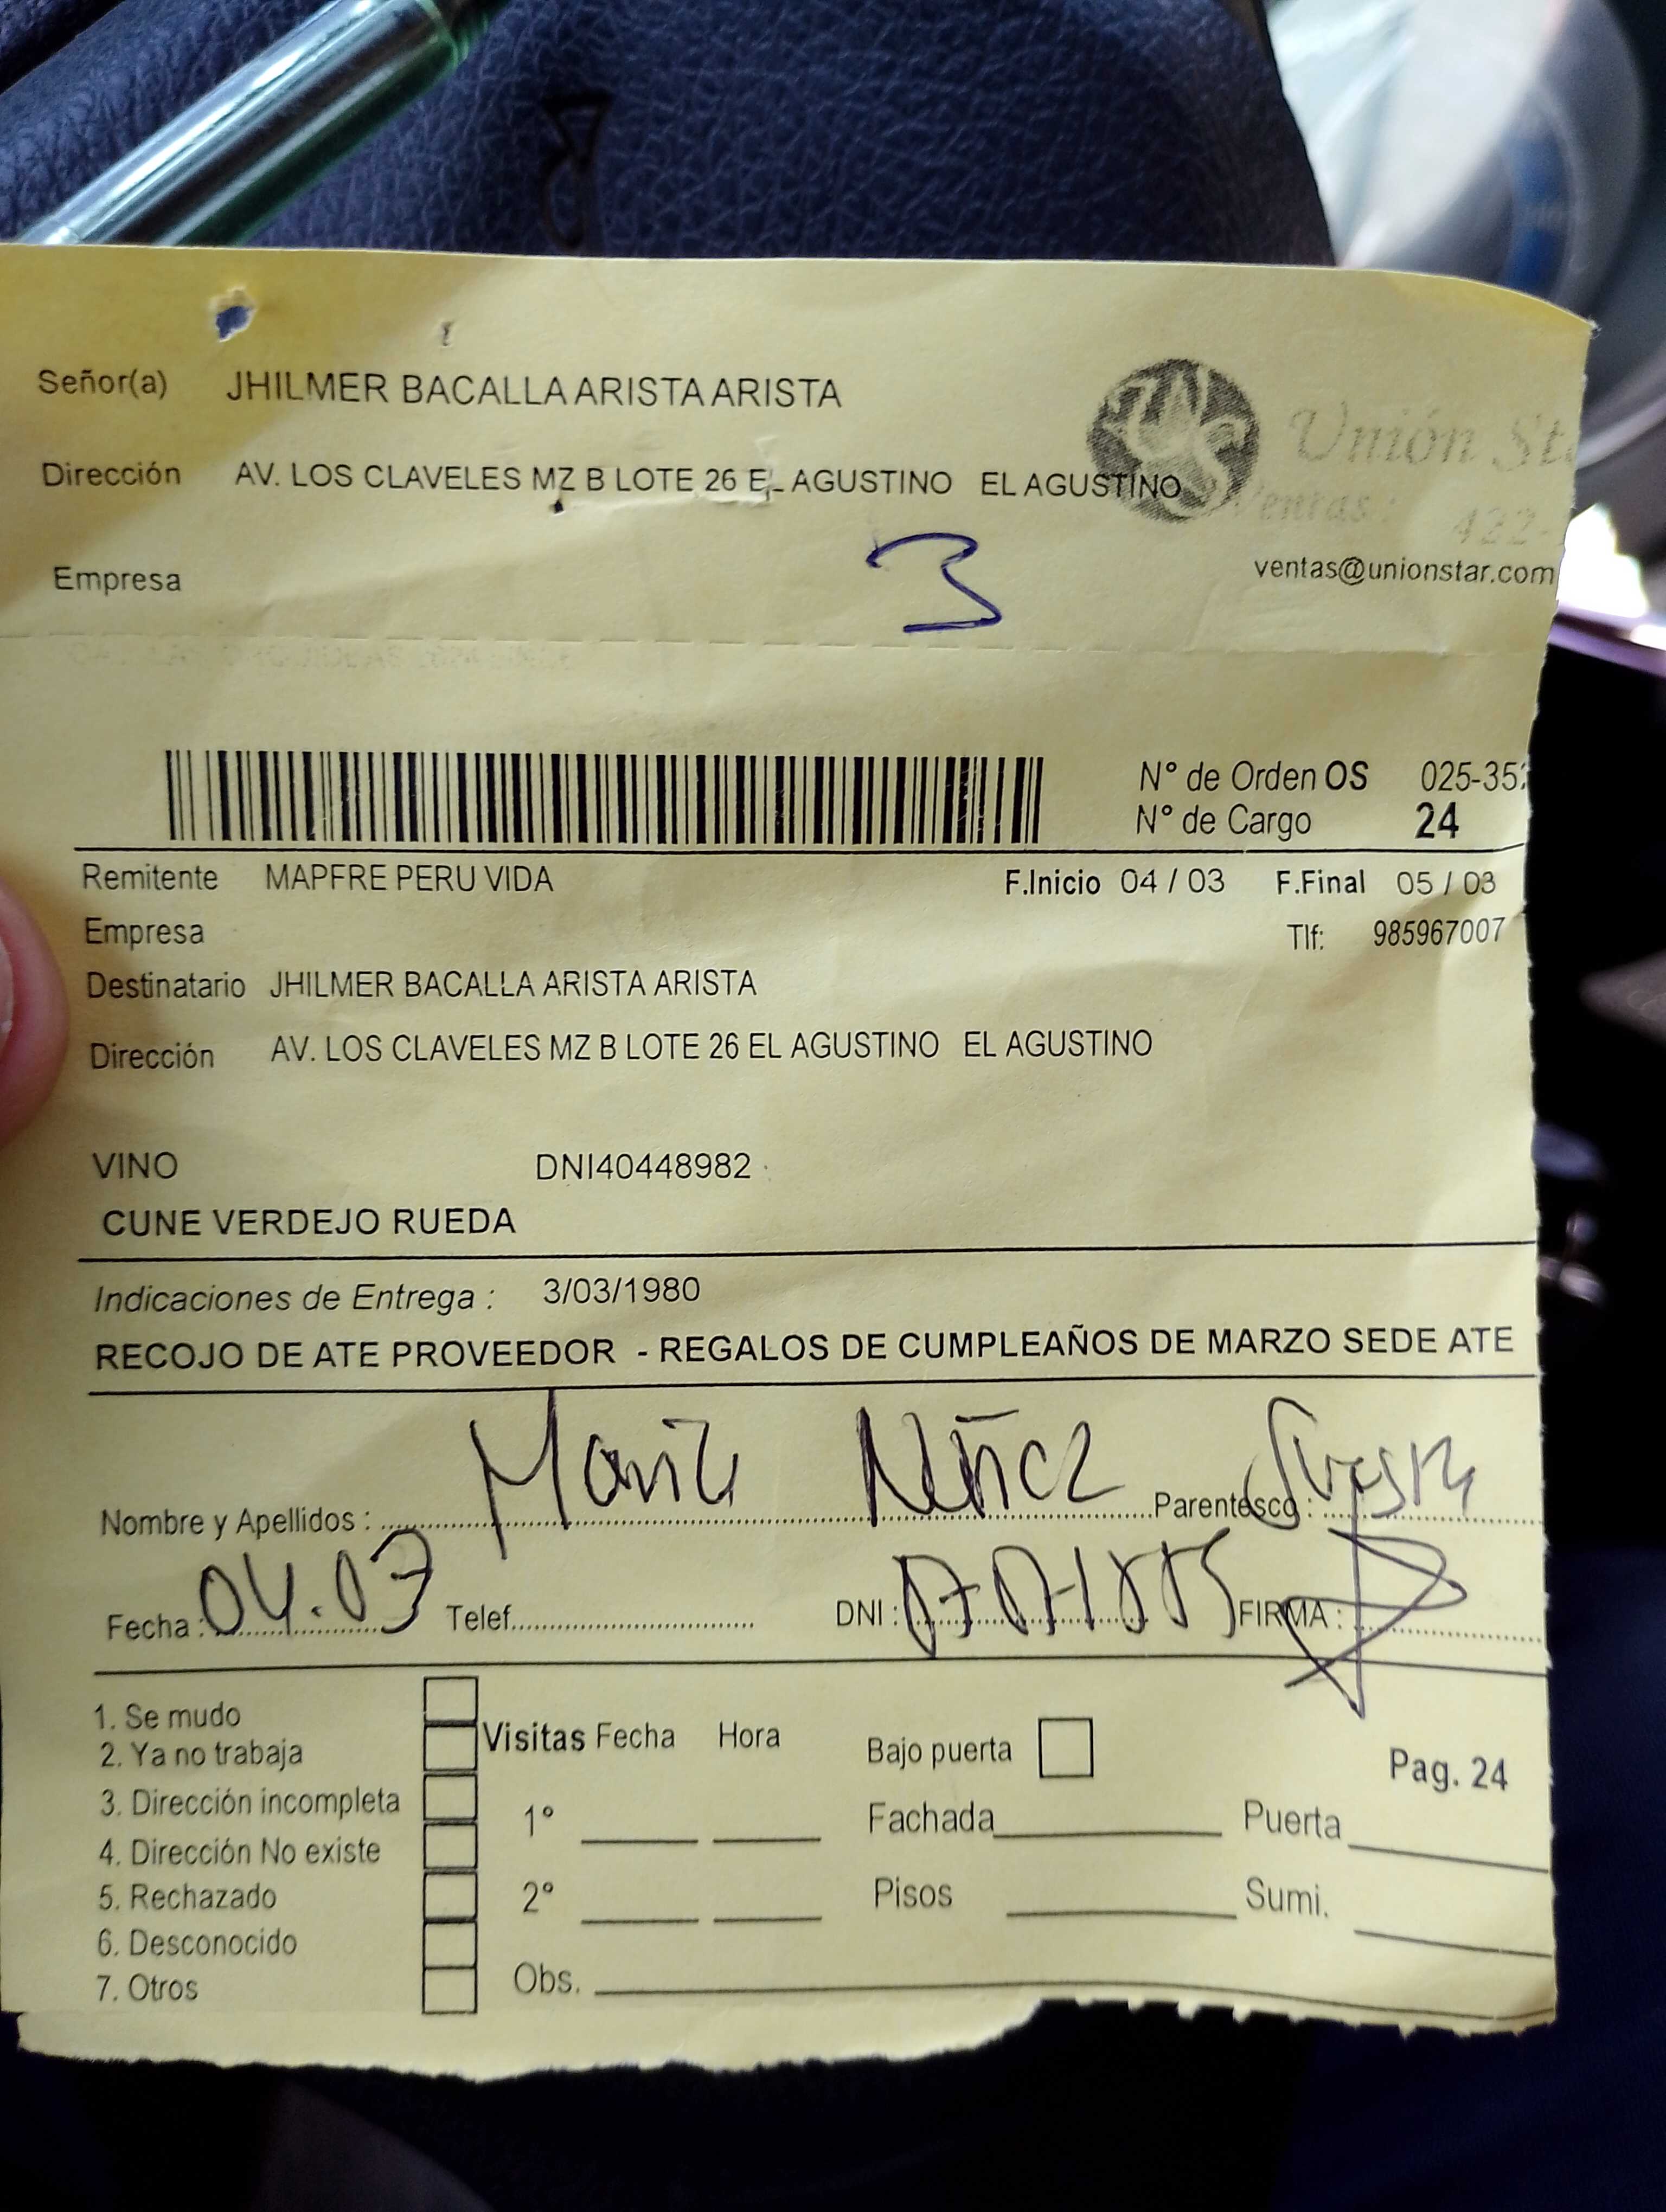 Señor(a) JHILMER BACALLA ARISTA ARISTA
Unión St
Dirección AV. LOS CLAVELES MZ B LOTE 26 EL AGUSTINO EL AGUSTINO
Ventas: 422-
3
Empresa
ventas@unionstar.com
N° de Orden OS 025-35
N° de Cargo 24
Remitente MAPFRE PERU VIDA F.Inicio 04 / 03 F.Final 05 / 03
Empresa Tlf: 985967007
Destinatario JHILMER BACALLA ARISTA ARISTA
Dirección AV. LOS CLAVELES MZ B LOTE 26 EL AGUSTINO EL AGUSTINO
VINO DNI40448982
CUNE VERDEJO RUEDA
Indicaciones de Entrega : 3/03/1980
RECOJO DE ATE PROVEEDOR - REGALOS DE CUMPLEAÑOS DE MARZO SEDE ATE
Nombre y Apellidos : Núñez Parentesco :
Fecha : 04.03 Telef. DNI : FIRMA :
1. Se mudo
2. Ya no trabaja Visitas Fecha Hora Bajo puerta Pag. 24
3. Dirección incompleta 1° Fachada Puerta
4. Dirección No existe
5. Rechazado 2° Pisos Sumi.
6. Desconocido
7. Otros Obs.